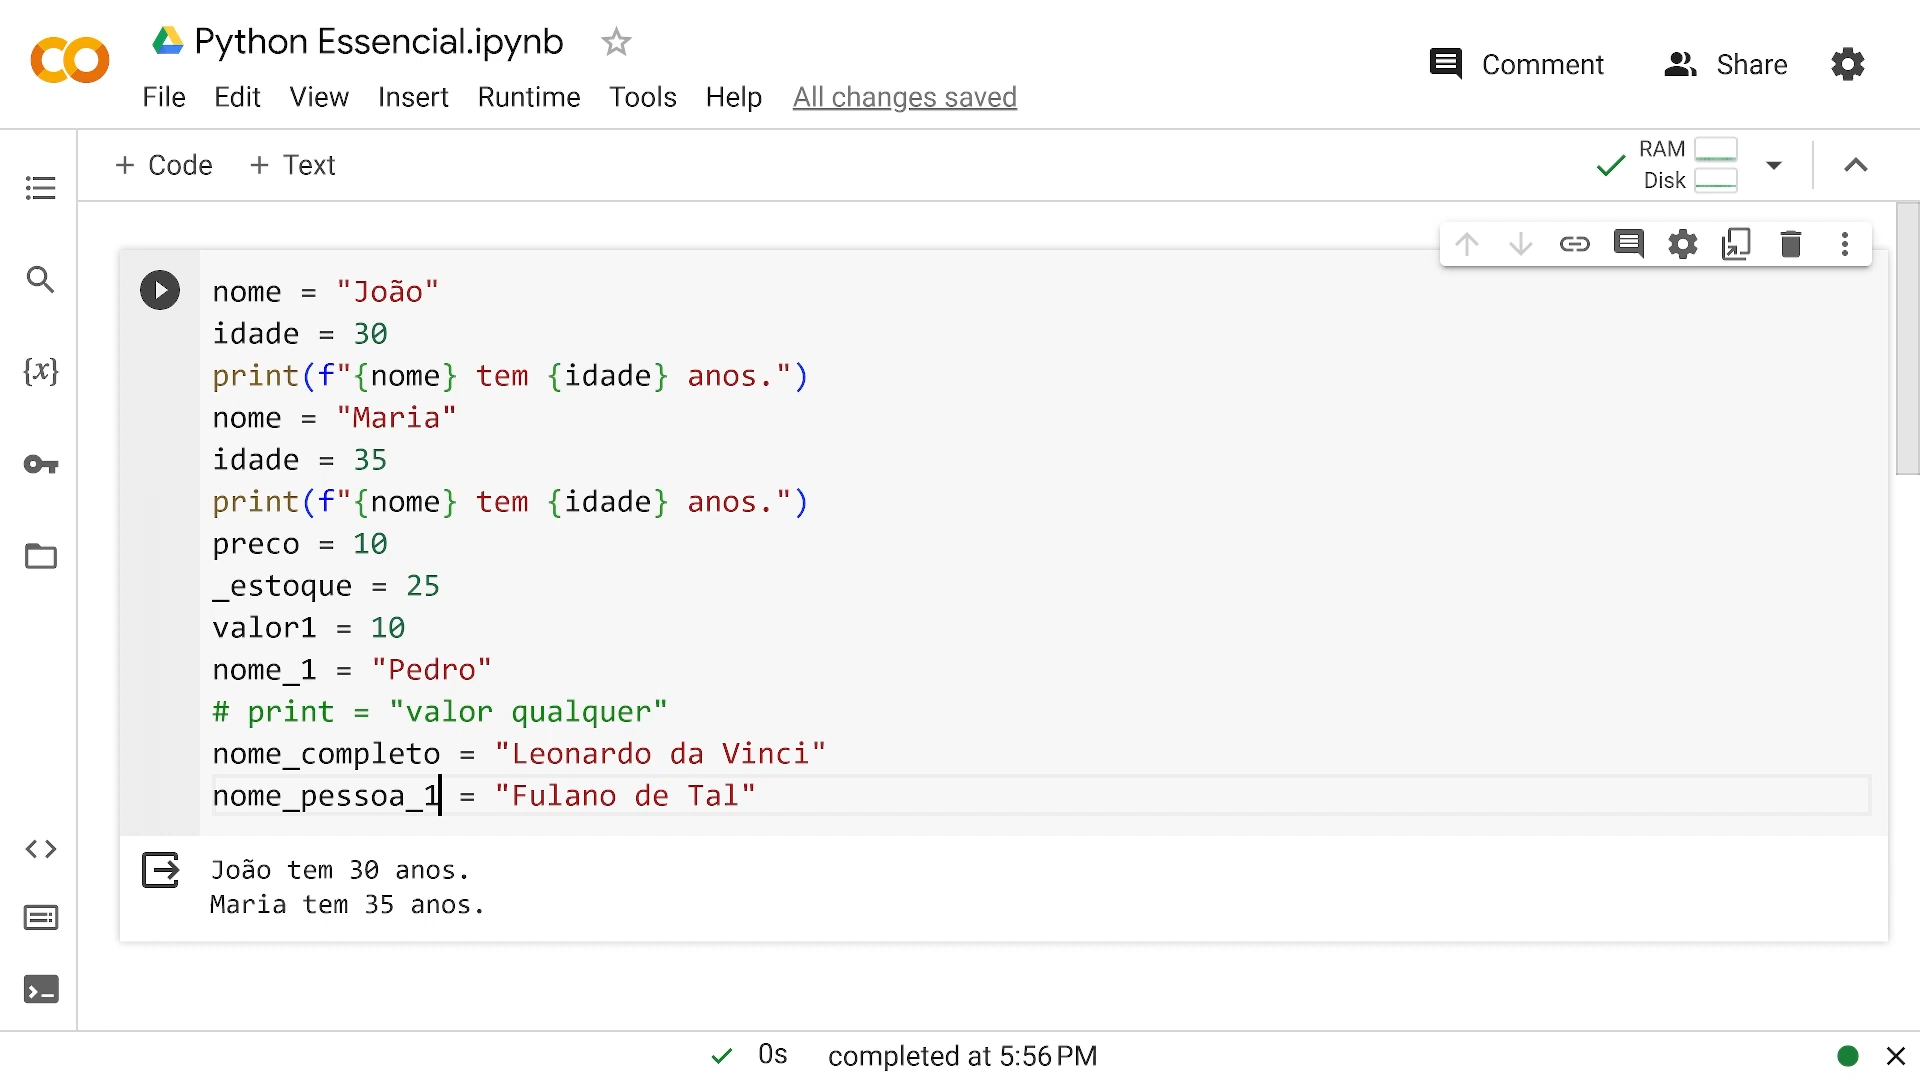 Python Essencial.ipynb
File Edit View Insert Runtime Tools Help All changes saved
Comment Share
+ Code + Text
RAM
Disk
{x}
nome = "João"
idade = 30
print(f"{nome} tem {idade} anos.")
nome = "Maria"
idade = 35
print(f"{nome} tem {idade} anos.")
preco = 10
_estoque = 25
valor1 = 10
nome_1 = "Pedro"
# print = "valor qualquer"
nome_completo = "Leonardo da Vinci"
nome_pessoa_1 = "Fulano de Tal"
João tem 30 anos.
Maria tem 35 anos.
0s completed at 5:56 PM